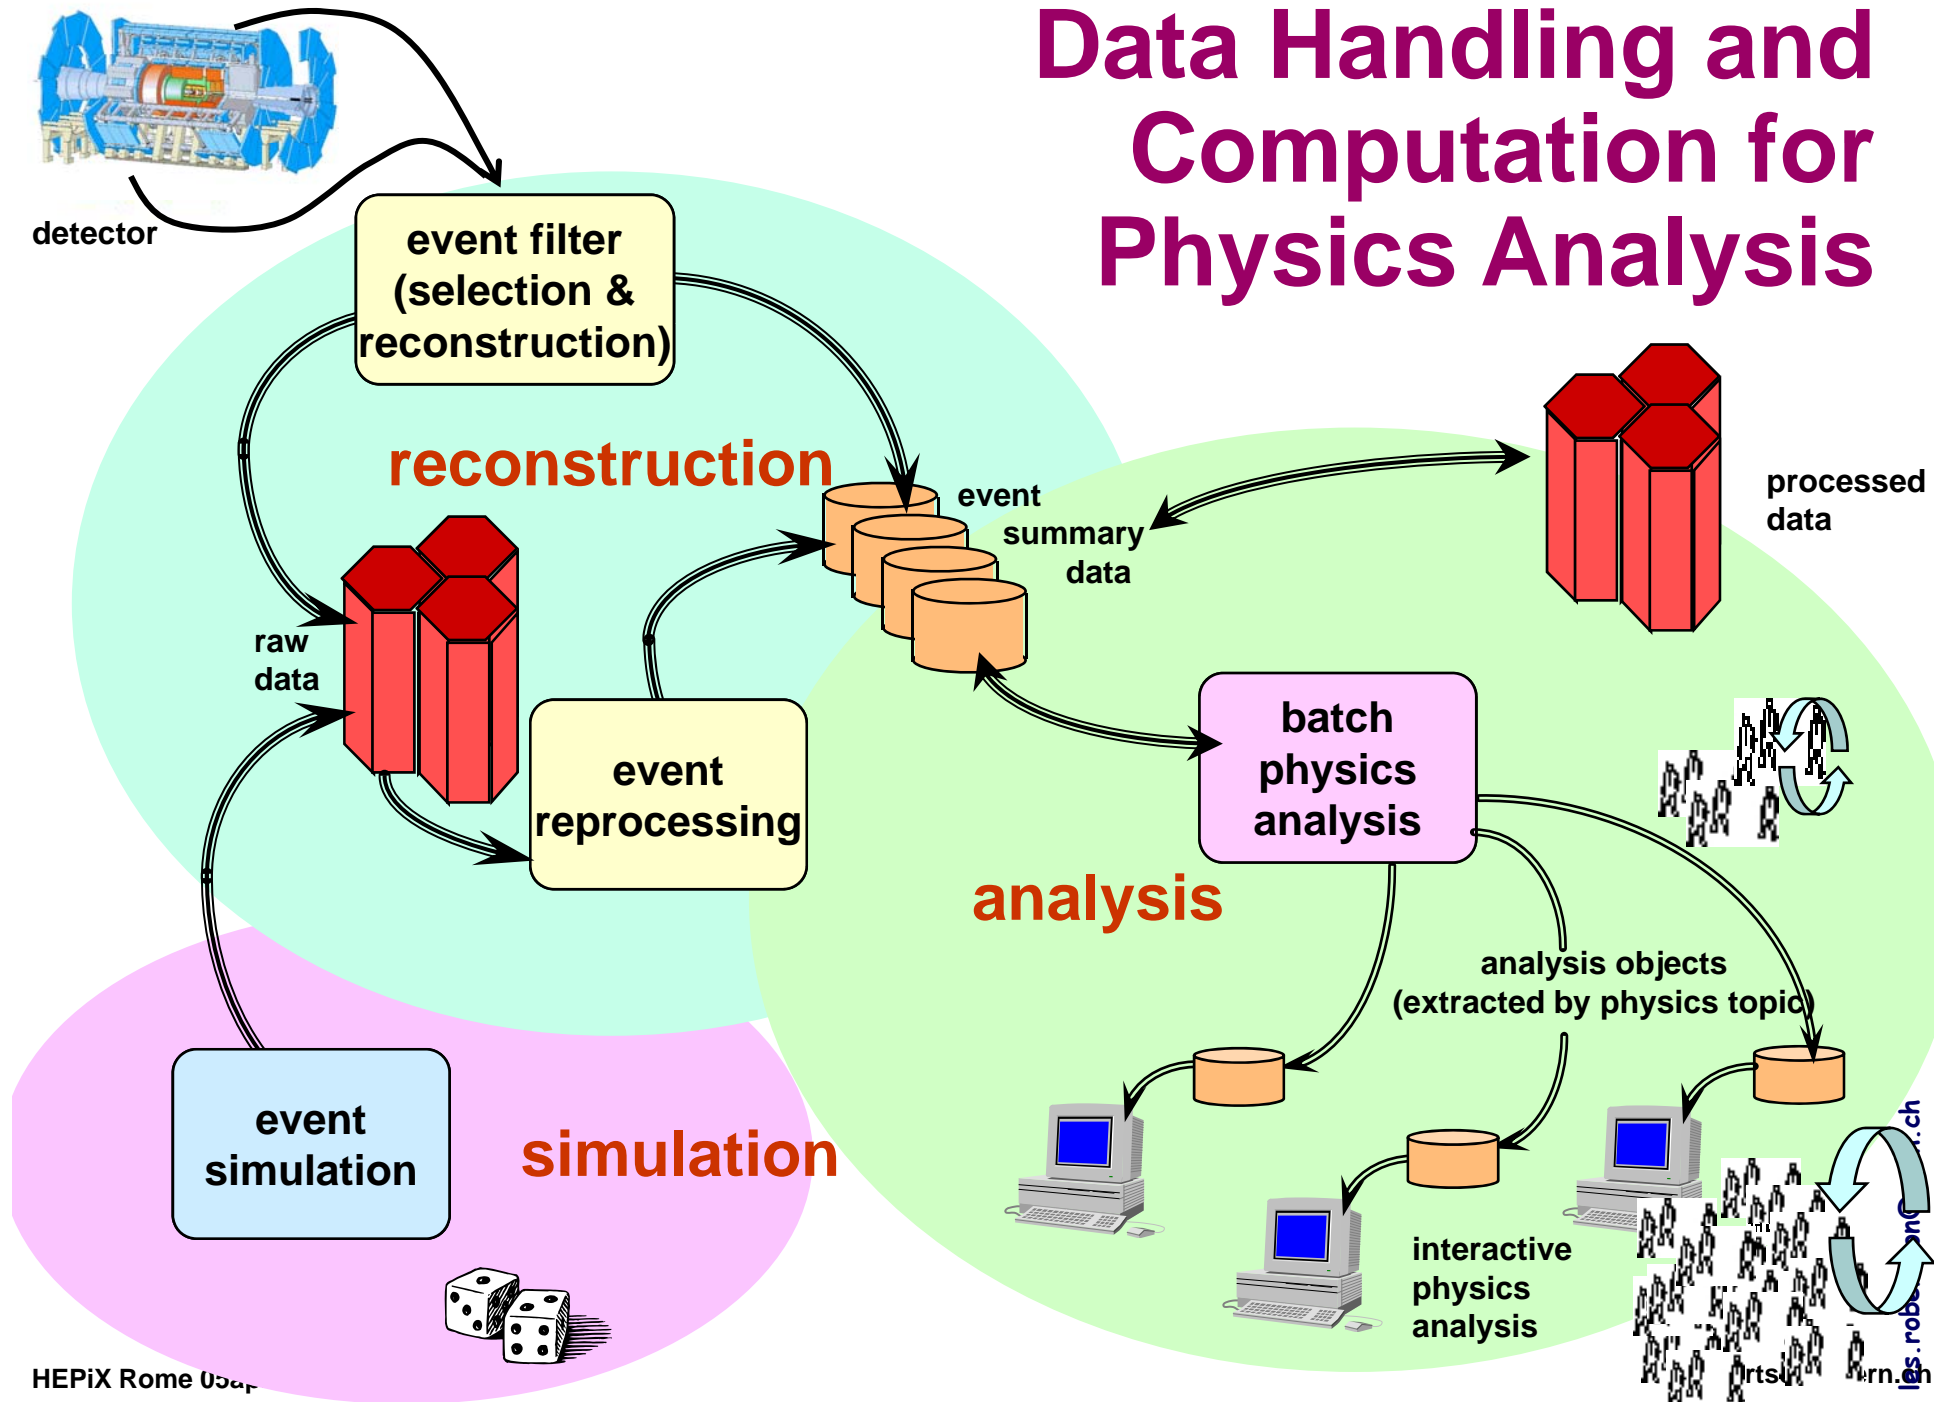 Data Handling and
Computation for
Physics Analysis
detector
event filter
(selection &
reconstruction)
reconstruction
event
summary
data
processed
data
raw
data
event
reprocessing
batch
physics
analysis
analysis
analysis objects
(extracted by physics topic)
event
simulation
simulation
interactive
physics
analysis
HEPiX Rome